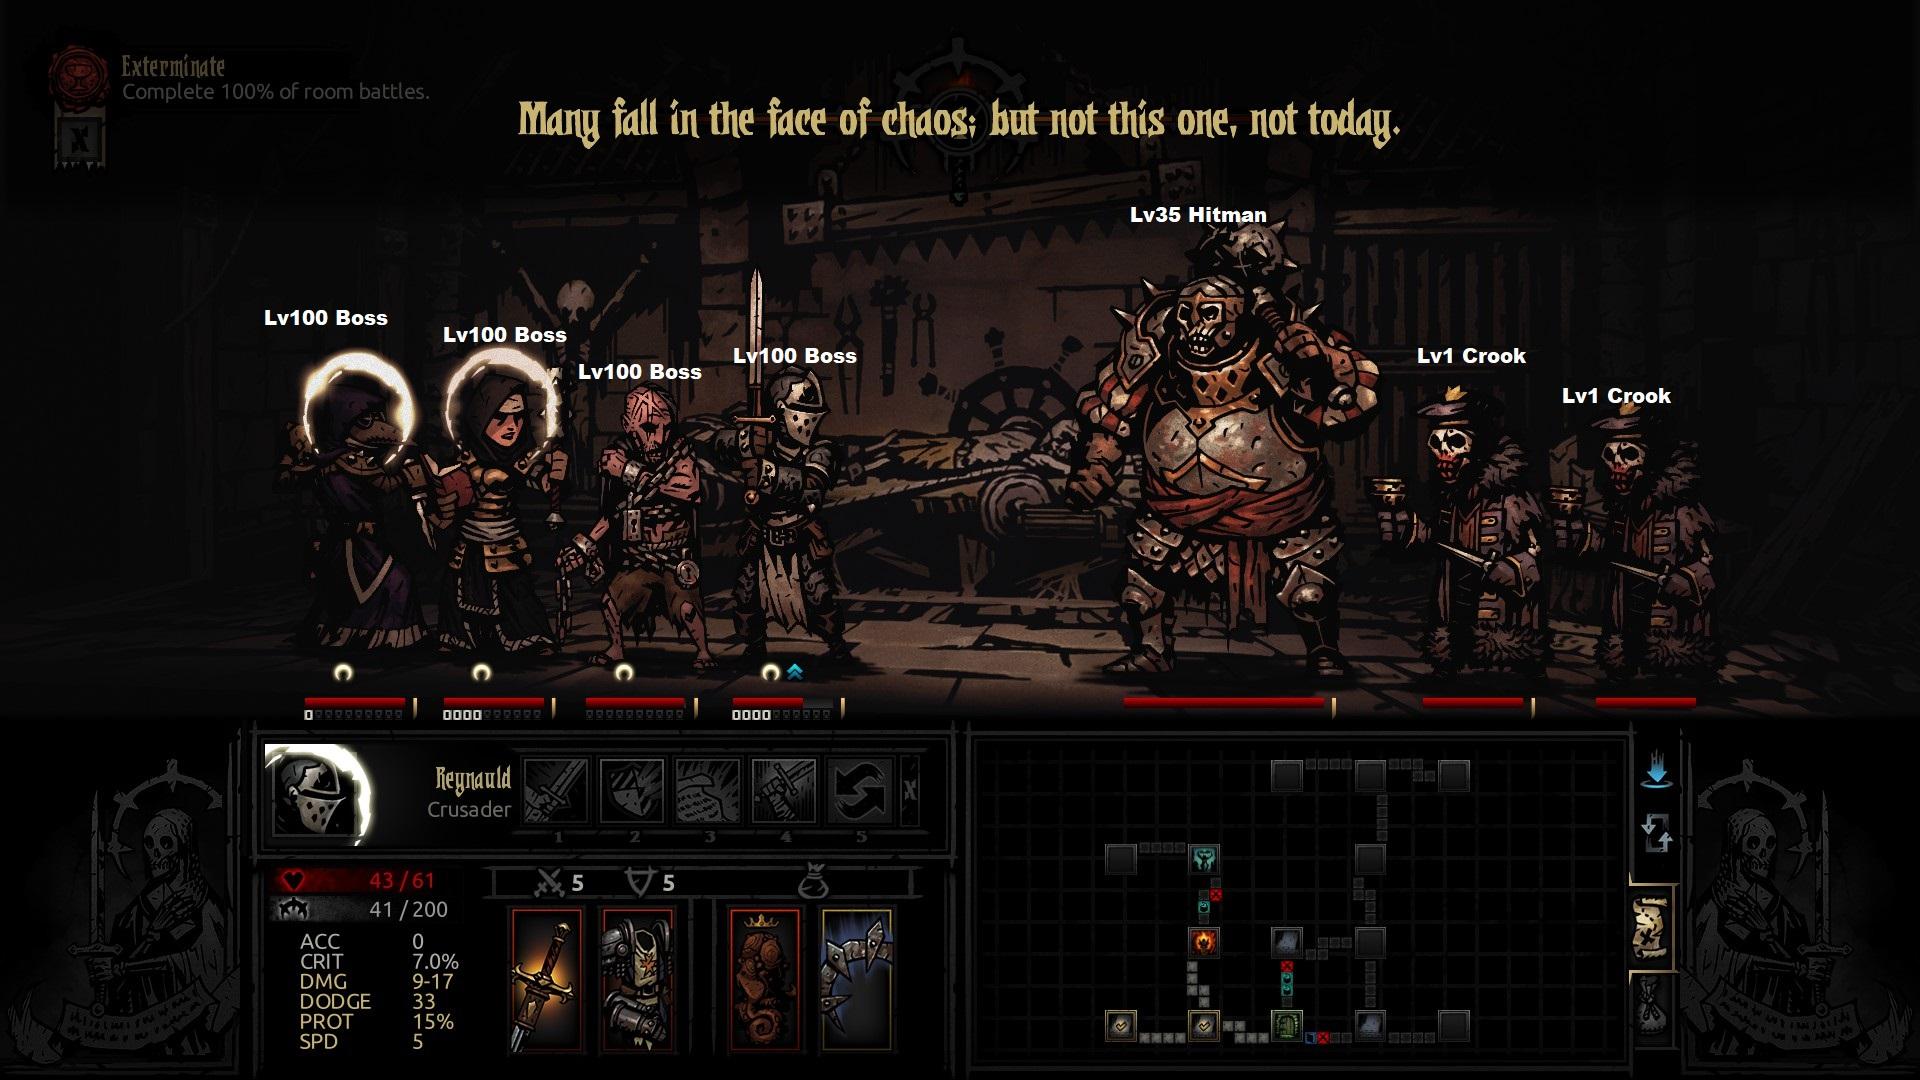 Exterminate
Complete 100% of room battles.
Many fall in the face of chaos; but not this one, not today.
Lv35 Hitman
Lv100 Boss
Lv100 Boss
Lv100 Boss
Lv100 Boss
Lv1 Crook
Lv1 Crook
Reynauld
Crusader
1 2 3 4 5
43 / 61
41 / 200
5 5
ACC 0
CRIT 7.0%
DMG 9-17
DODGE 33
PROT 15%
SPD 5